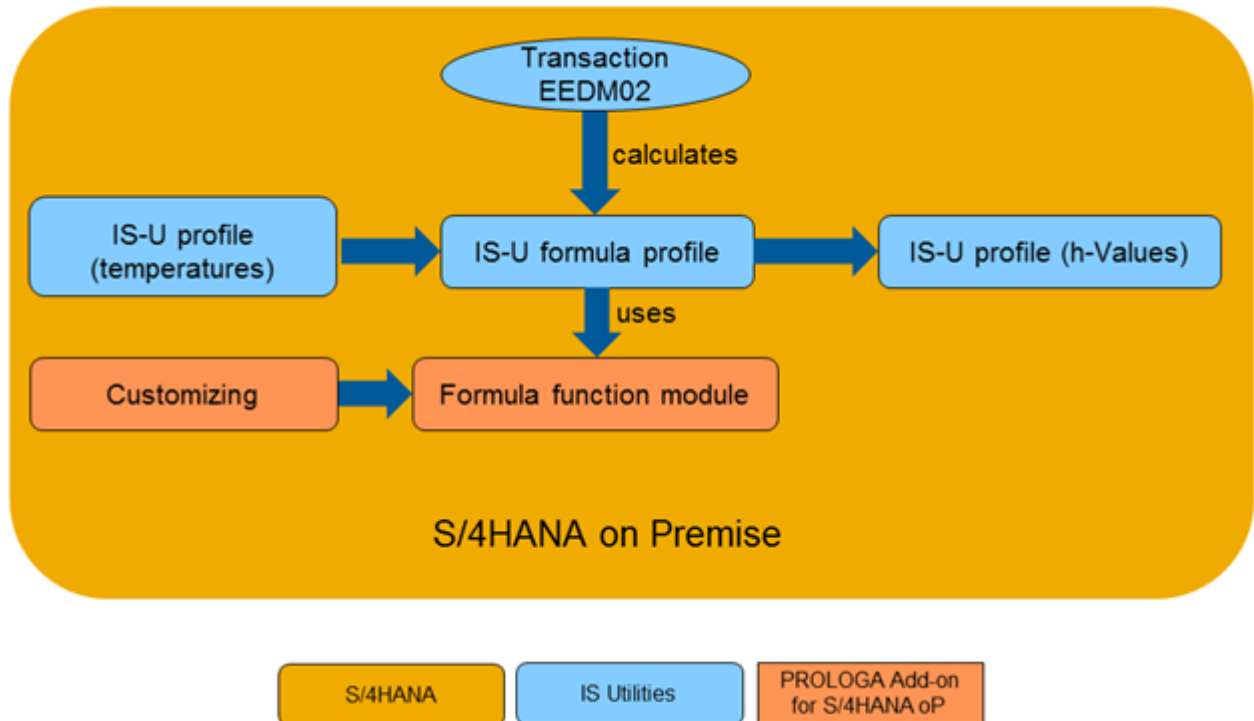 Transaction
EEDM02
calculates
IS-U profile
(temperatures)
IS-U formula profile
IS-U profile (h-Values)
uses
Customizing
Formula function module
S/4HANA on Premise
S/4HANA
IS Utilities
PROLOGA Add-on
for S/4HANA oP